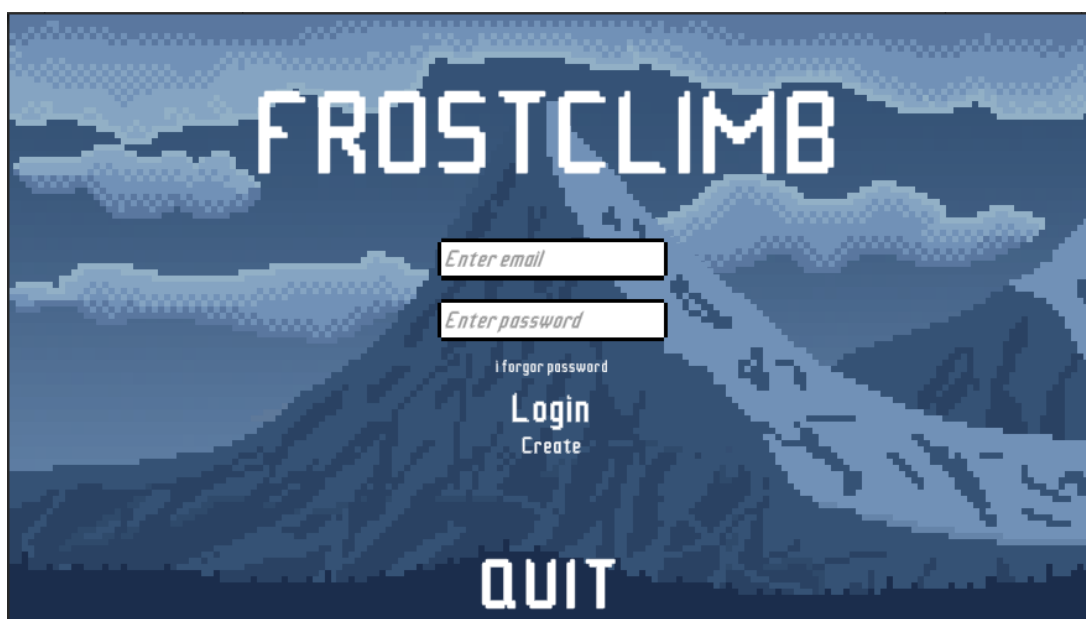 FROSTCLIMB
Enter email
Enter password
i forgor password
Login
Create
QUIT